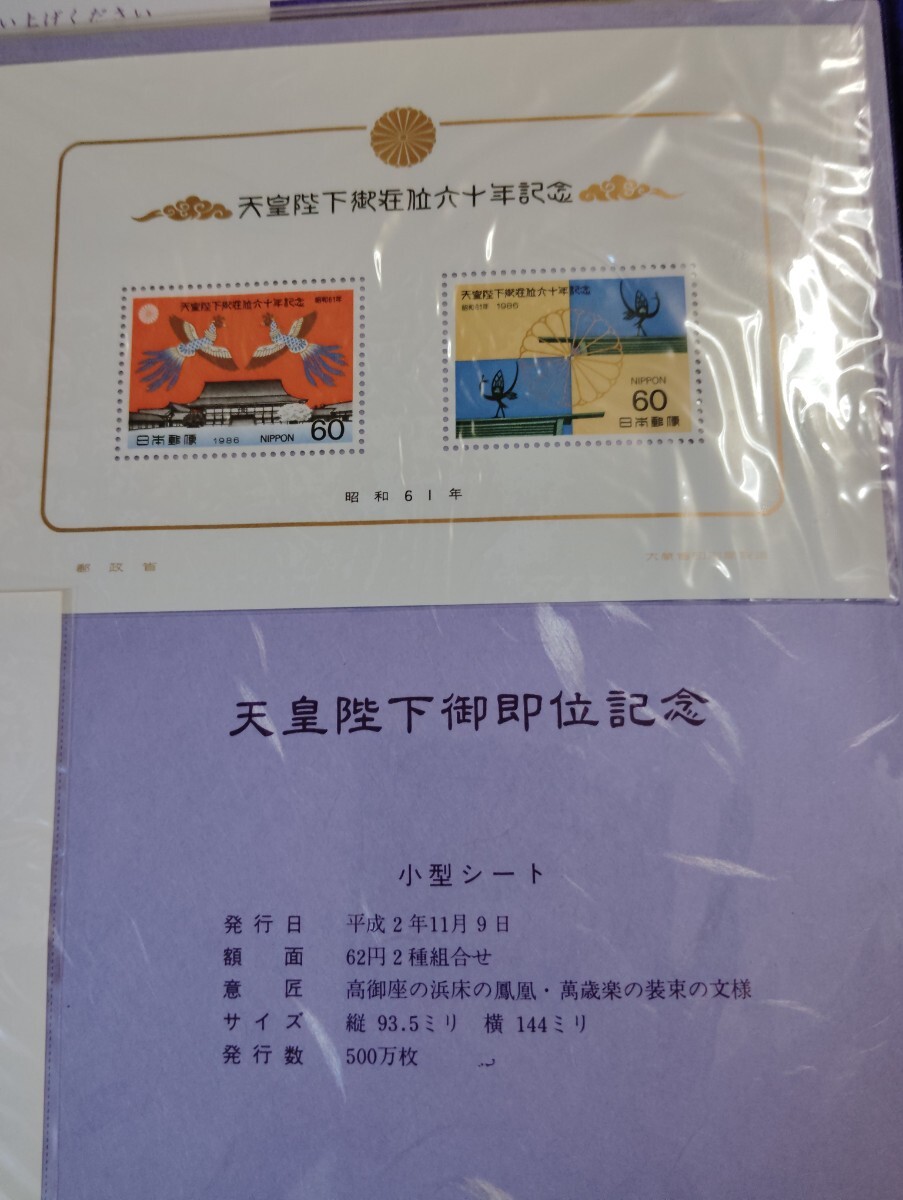 い上げください
天皇陛下御在位六十年記念
天皇陛下御在位六十年記念 昭和61年
日本郵便 1986 NIPPON 60
天皇陛下御在位六十年記念
昭和61年 1986
NIPPON
60
日本郵便
昭和61年
郵政省
天皇陛下御即位記念
小型シート
発行日 平成2年11月9日
額面 62円2種組合せ
意匠 高御座の浜床の鳳凰・萬歳楽の装束の文様
サイズ 縦 93.5ミリ 横 144ミリ
発行数 500万枚